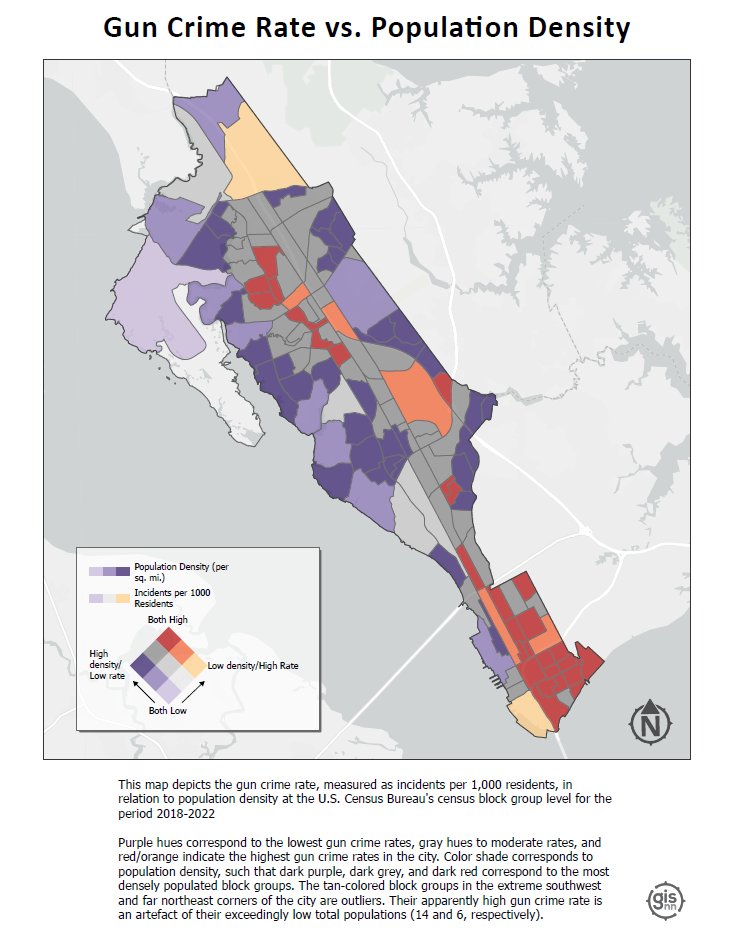 Gun Crime Rate vs. Population Density
Population Density (per
sq. mi.)
Incidents per 1000
Residents
Both High
High
density/
Low rate
Low density/High Rate
Both Low
N
This map depicts the gun crime rate, measured as incidents per 1,000 residents, in
relation to population density at the U.S. Census Bureau's census block group level for the
period 2018-2022
Purple hues correspond to the lowest gun crime rates, gray hues to moderate rates, and
red/orange indicate the highest gun crime rates in the city. Color shade corresponds to
population density, such that dark purple, dark grey, and dark red correspond to the most
densely populated block groups. The tan-colored block groups in the extreme southwest
and far northeast corners of the city are outliers. Their apparently high gun crime rate is
an artefact of their exceedingly low total populations (14 and 6, respectively).
gis
nn